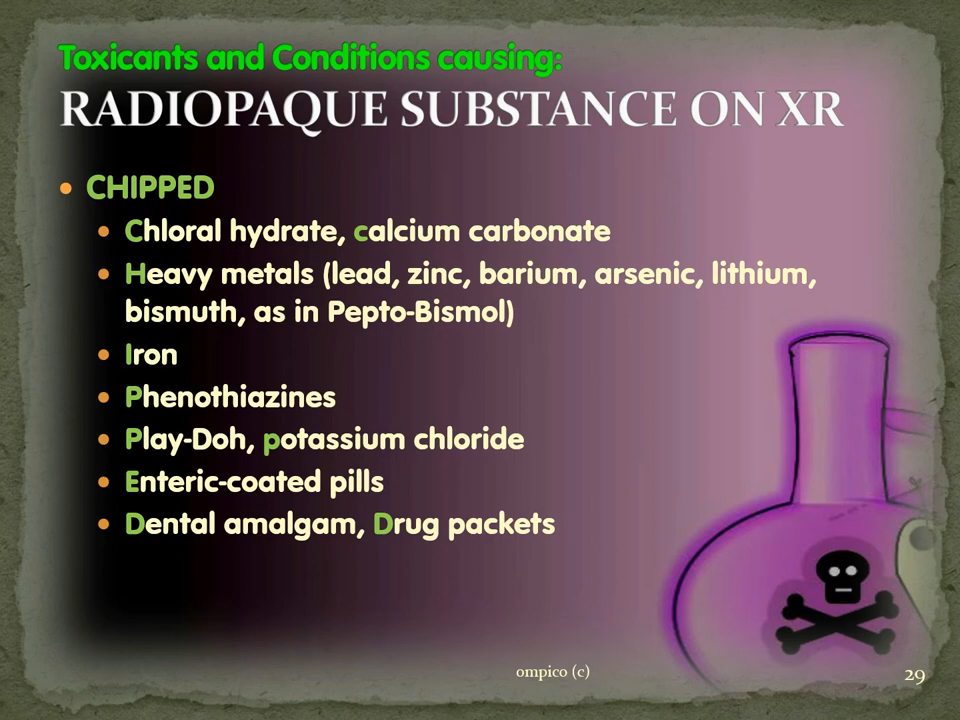 Toxicants and Conditions causing:
RADIOPAQUE SUBSTANCE ON XR
• CHIPPED
• Chloral hydrate, calcium carbonate
• Heavy metals (lead, zinc, barium, arsenic, lithium,
bismuth, as in Pepto-Bismol)
• Iron
• Phenothiazines
• Play-Doh, potassium chloride
• Enteric-coated pills
• Dental amalgam, Drug packets
ompico (c)
29